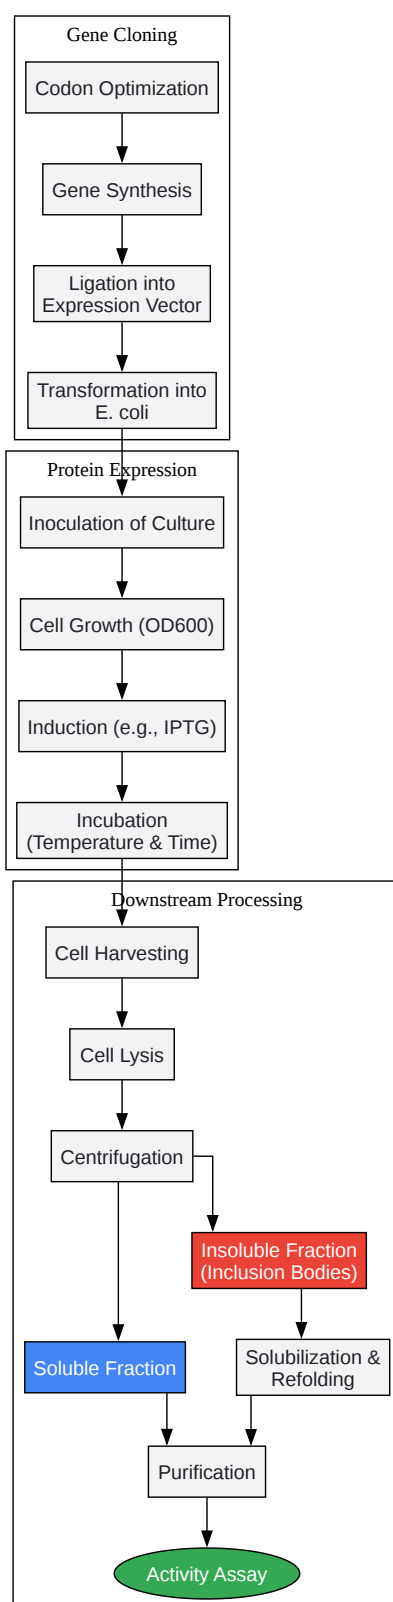 Gene Cloning
Codon Optimization
Gene Synthesis
Ligation into
Expression Vector
Transformation into
E. coli
Protein Expression
Inoculation of Culture
Cell Growth (OD600)
Induction (e.g., IPTG)
Incubation
(Temperature & Time)
Downstream Processing
Cell Harvesting
Cell Lysis
Centrifugation
Insoluble Fraction
(Inclusion Bodies)
Soluble Fraction
Solubilization &
Refolding
Purification
Activity Assay